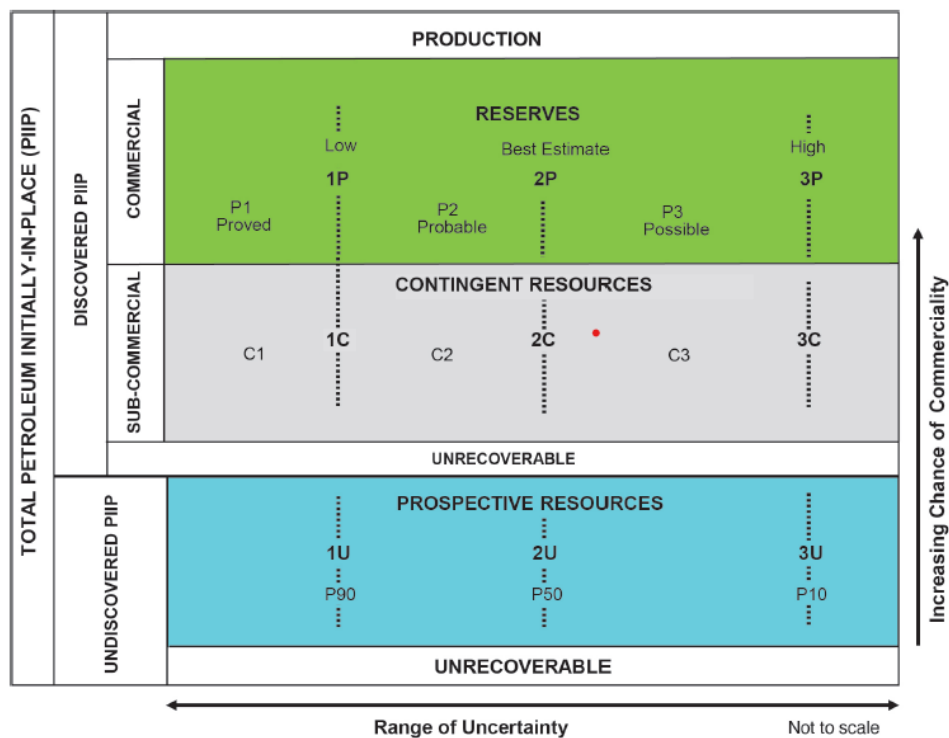 TOTAL PETROLEUM INITIALLY-IN-PLACE (PIIP)
DISCOVERED PIIP
UNDISCOVERED PIIP
COMMERCIAL
SUB-COMMERCIAL
PRODUCTION
RESERVES
Low
Best Estimate
High
1P
2P
3P
P1
Proved
P2
Probable
P3
Possible
CONTINGENT RESOURCES
1C
2C
3C
C1
C2
C3
UNRECOVERABLE
PROSPECTIVE RESOURCES
1U
2U
3U
P90
P50
P10
UNRECOVERABLE
Increasing Chance of Commerciality
Range of Uncertainty
Not to scale